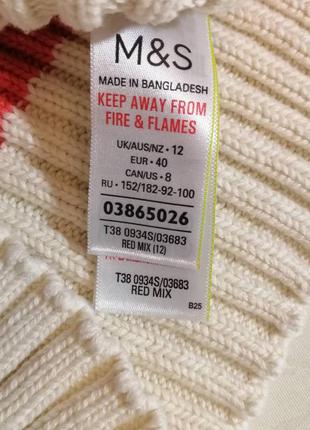 M&S
MADE IN BANGLADESH
KEEP AWAY FROM
FIRE & FLAMES
UK/AUS/NZ • 12
EUR • 40
CAN/US • 8
RU • 152/182-92-100
03865026
T38 0934S/03683
RED MIX (12)
T38 0934S/03683
RED MIX
B25